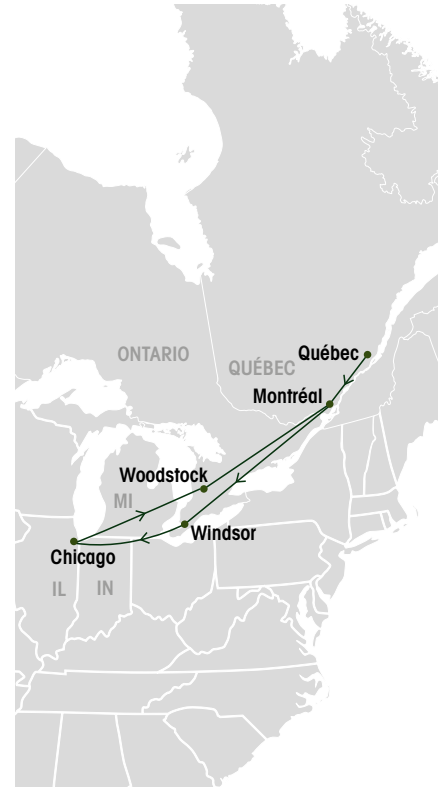 ONTARIO
QUÉBEC
Québec
Montréal
Woodstock
MI
Windsor
Chicago
IL
IN